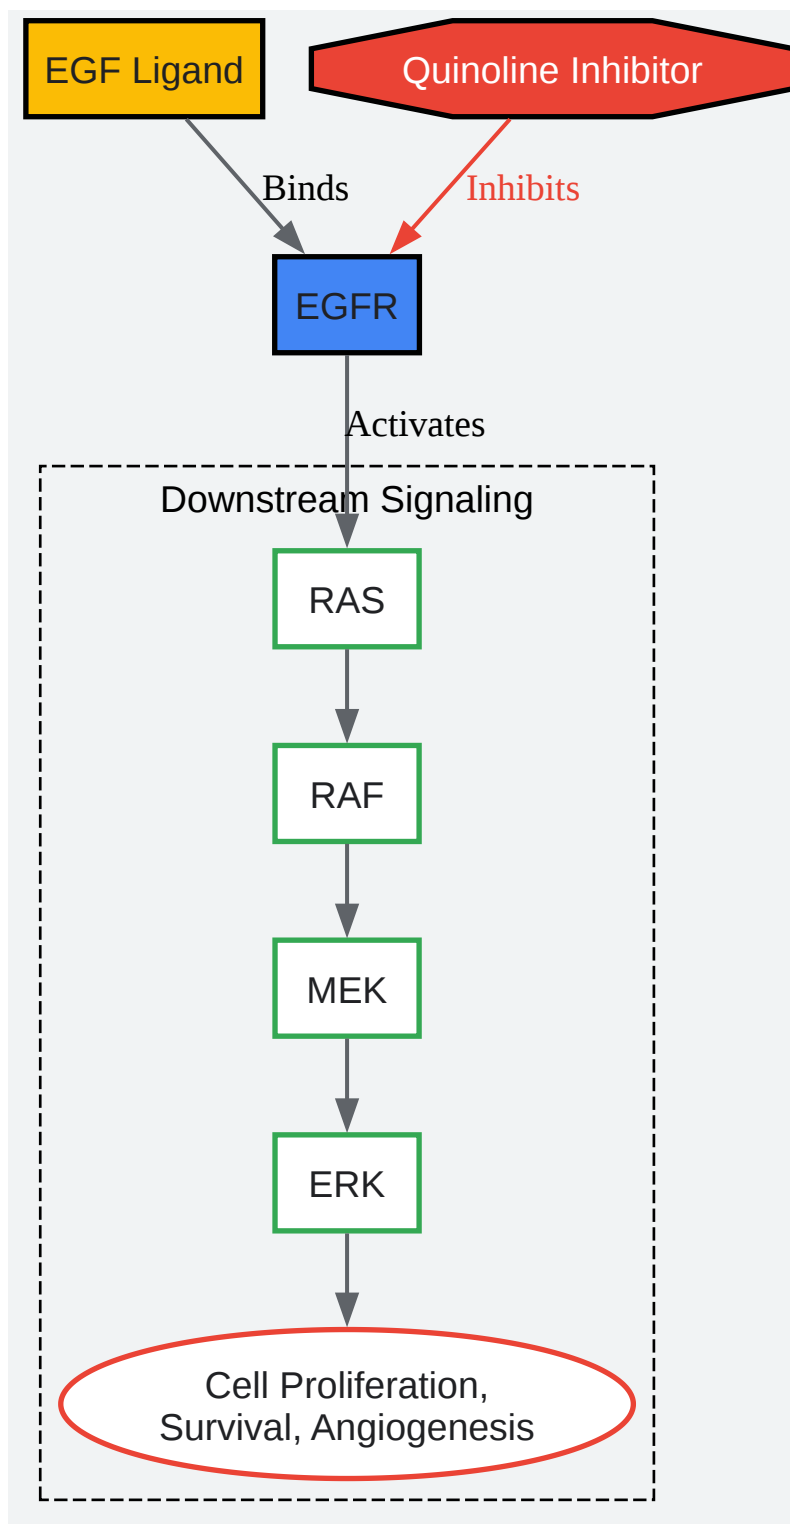 EGF Ligand
Quinoline Inhibitor
Binds
Inhibits
EGFR
Activates
Downstream Signaling
RAS
RAF
MEK
ERK
Cell Proliferation,
Survival, Angiogenesis